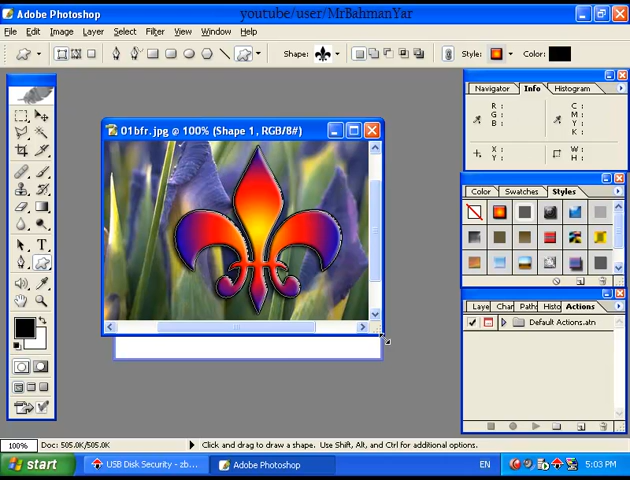 Adobe Photoshop
youtube/user/MrBahmanYar
File Edit Image Layer Select Filter View Window Help
Shape: Style: Color:
Navigator Info Histogram
R : C :
G : M :
B : Y :
K :
X : W :
Y : H :
01bfr.jpg @ 100% (Shape 1, RGB/8#)
Color Swatches Styles
Laye Char Paths Histo Actions
Default Actions.atn
100% Doc: 505.0K/505.0K Click and drag to draw a shape. Use Shift, Alt, and Ctrl for additional options.
start USB Disk Security - zb... Adobe Photoshop EN 5:03 PM